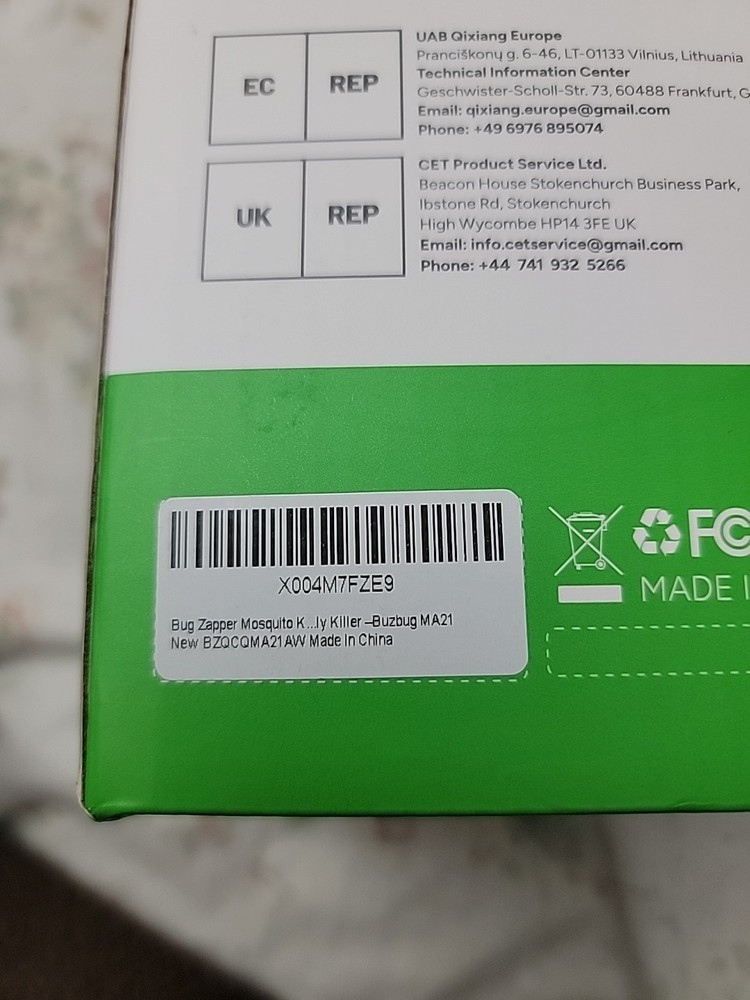 EC REP
UAB Qixiang Europe
Pranciškonų g. 6-46, LT-01133 Vilnius, Lithuania
Technical Information Center
Geschwister-Scholl-Str. 73, 60488 Frankfurt, G
Email: qixiang.europe@gmail.com
Phone: +49 6976 895074
UK REP
CET Product Service Ltd.
Beacon House Stokenchurch Business Park,
Ibstone Rd, Stokenchurch
High Wycombe HP14 3FE UK
Email: info.cetservice@gmail.com
Phone: +44 741 932 5266
X004M7FZE9
Bug Zapper Mosquito K...ly Killer –Buzbug MA21
New BZQCQMA21AW Made In China
FC
MADE I